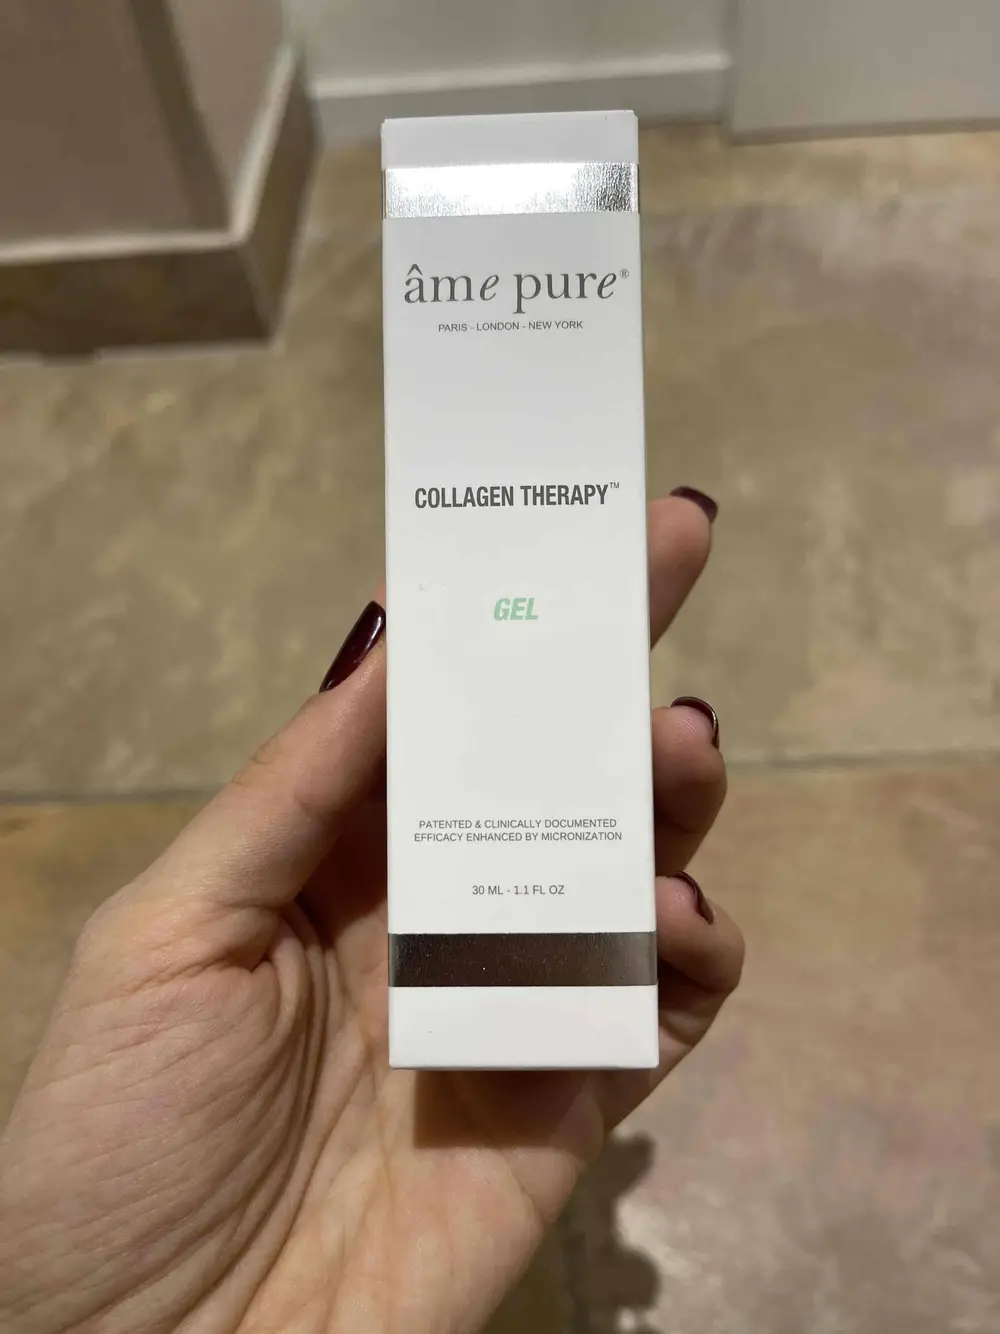 âme pure®
PARIS - LONDON - NEW YORK
COLLAGEN THERAPY™
GEL
PATENTED & CLINICALLY DOCUMENTED
EFFICACY ENHANCED BY MICRONIZATION
30 ML - 1.1 FL OZ